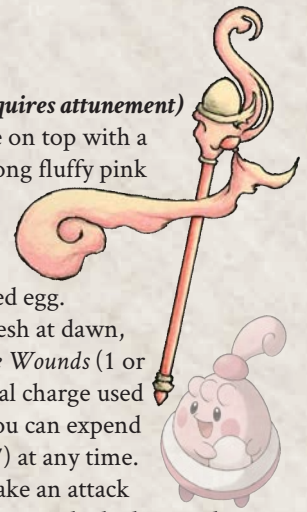 quires attunement)
e on top with a
ong fluffy pink
ed egg.
esh at dawn,
e Wounds (1 or
al charge used
ou can expend
7) at any time.
ake an attack